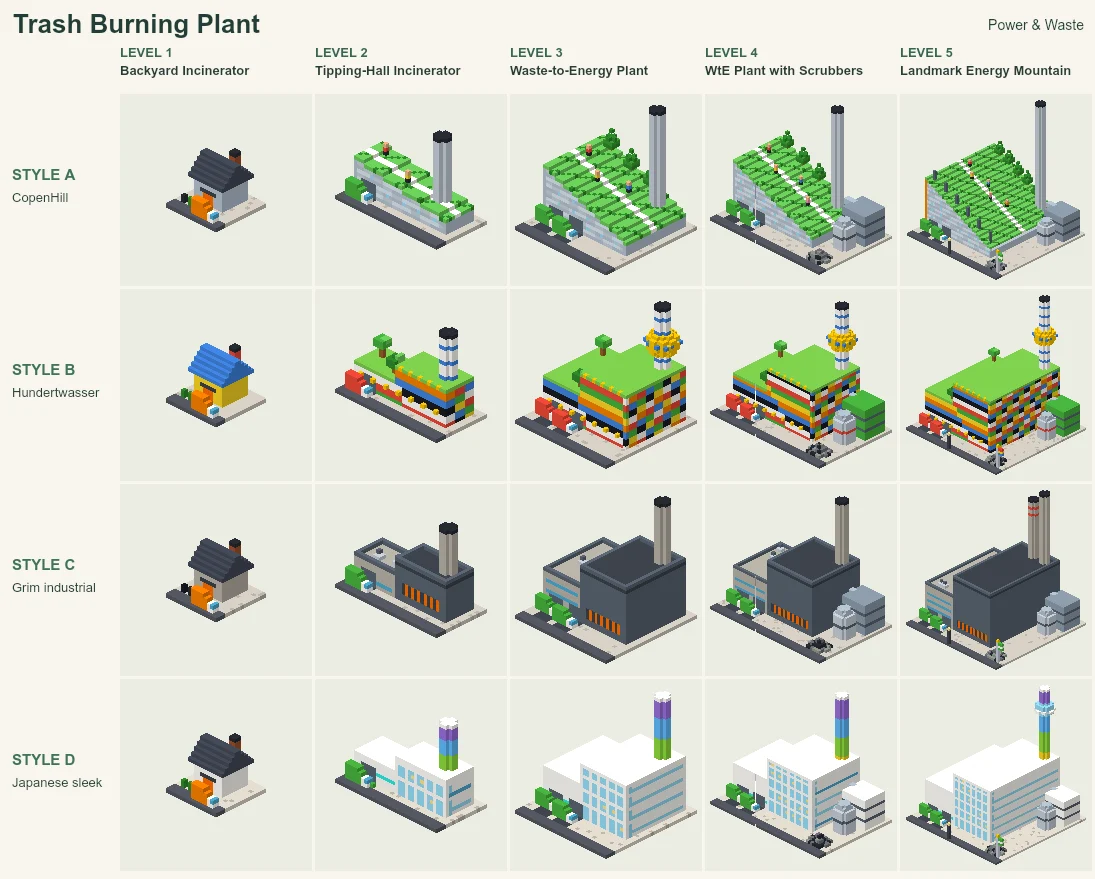 Trash Burning Plant
Power & Waste
LEVEL 1
Backyard Incinerator
LEVEL 2
Tipping-Hall Incinerator
LEVEL 3
Waste-to-Energy Plant
LEVEL 4
WtE Plant with Scrubbers
LEVEL 5
Landmark Energy Mountain
STYLE A
CopenHill
STYLE B
Hundertwasser
STYLE C
Grim industrial
STYLE D
Japanese sleek